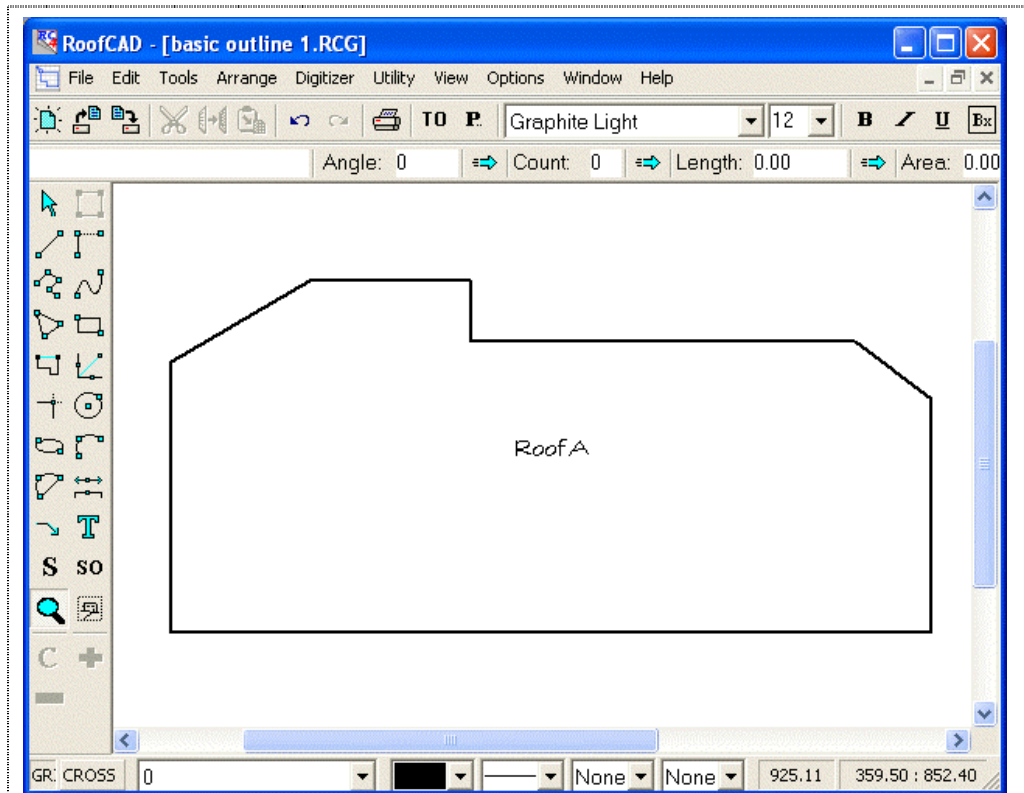 RoofCAD - [basic outline 1.RCG]
File Edit Tools Arrange Digitizer Utility View Options Window Help
TO P. Graphite Light 12 B I U Bx
Angle: 0 Count: 0 Length: 0.00 Area: 0.00
T
S SO
C
Roof A
GR: CROSS 0 None None 925.11 359.50 : 852.40